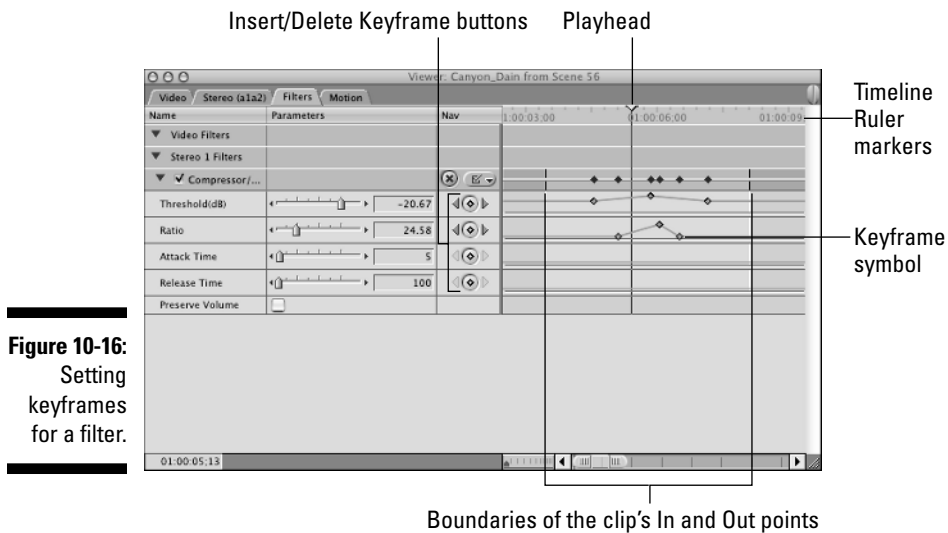 Insert/Delete Keyframe buttons
Playhead
Viewer: Canyon_Dain from Scene 56
Video
Stereo (a1a2)
Filters
Motion
Name
Parameters
Nav
1:00:03;00
01:00:06;00
01:00:09
Timeline
Ruler
markers
Video Filters
Stereo 1 Filters
Compressor/...
Threshold(dB)
-20.67
Ratio
24.58
Attack Time
5
Release Time
100
Preserve Volume
Keyframe
symbol
Figure 10-16:
Setting
keyframes
for a filter.
01:00:05;13
Boundaries of the clip's In and Out points